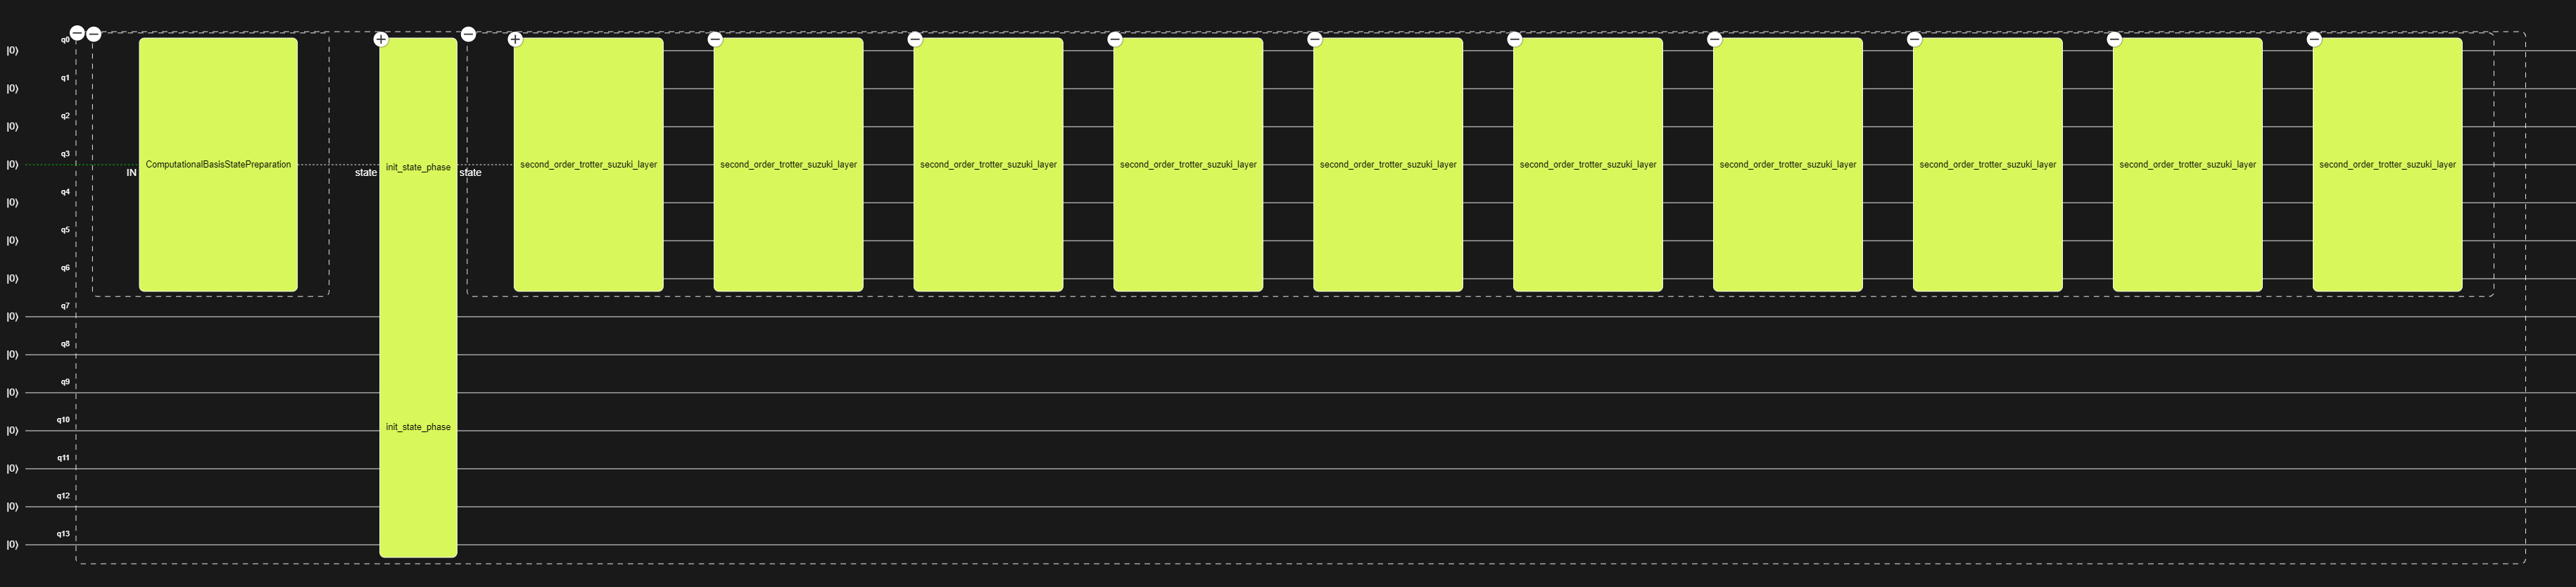 q0
|0⟩
q1
|0⟩
q2
|0⟩
q3
|0⟩ IN ComputationalBasisStatePreparation state init_state_phase state second_order_trotter_suzuki_layer second_order_trotter_suzuki_layer second_order_trotter_suzuki_layer second_order_trotter_suzuki_layer second_order_trotter_suzuki_layer second_order_trotter_suzuki_layer second_order_trotter_suzuki_layer second_order_trotter_suzuki_layer second_order_trotter_suzuki_layer second_order_trotter_suzuki_layer
q4
|0⟩
q5
|0⟩
q6
|0⟩
q7
|0⟩
q8
|0⟩
q9
|0⟩
q10
|0⟩ init_state_phase
q11
|0⟩
q12
|0⟩
q13
|0⟩